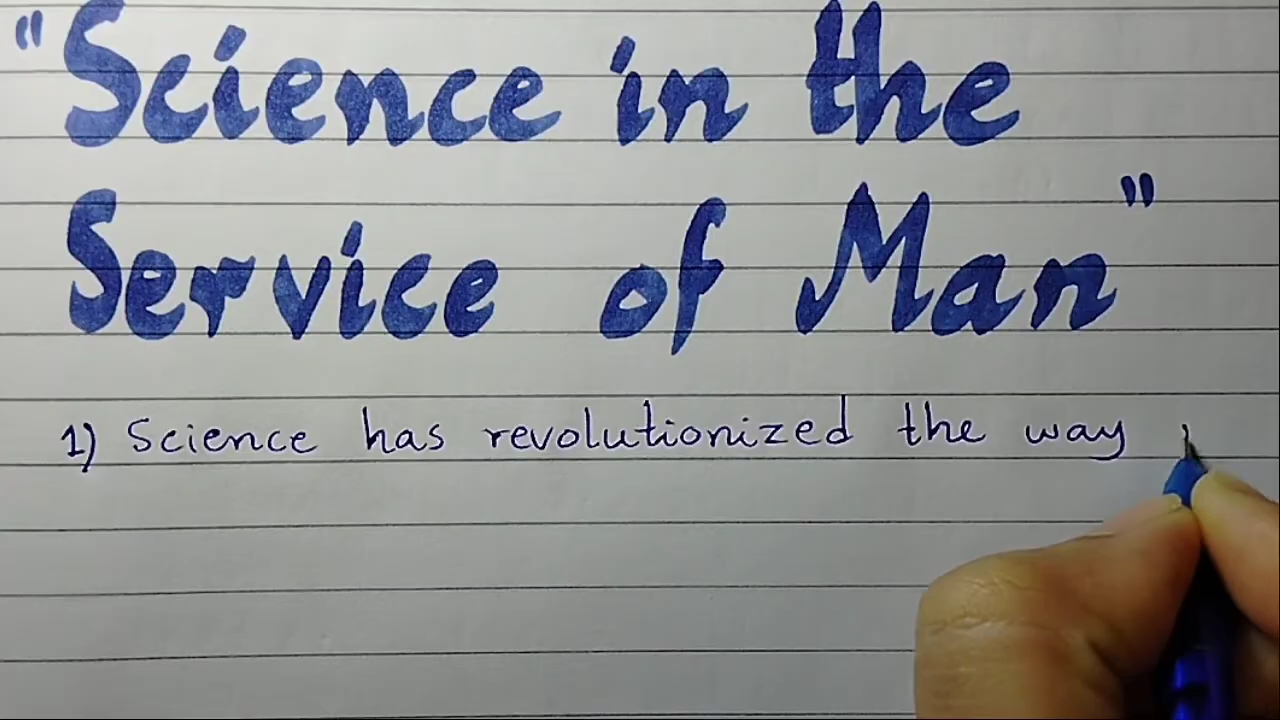 "Science in the
Service of Man"
1) Science has revolutionized the way